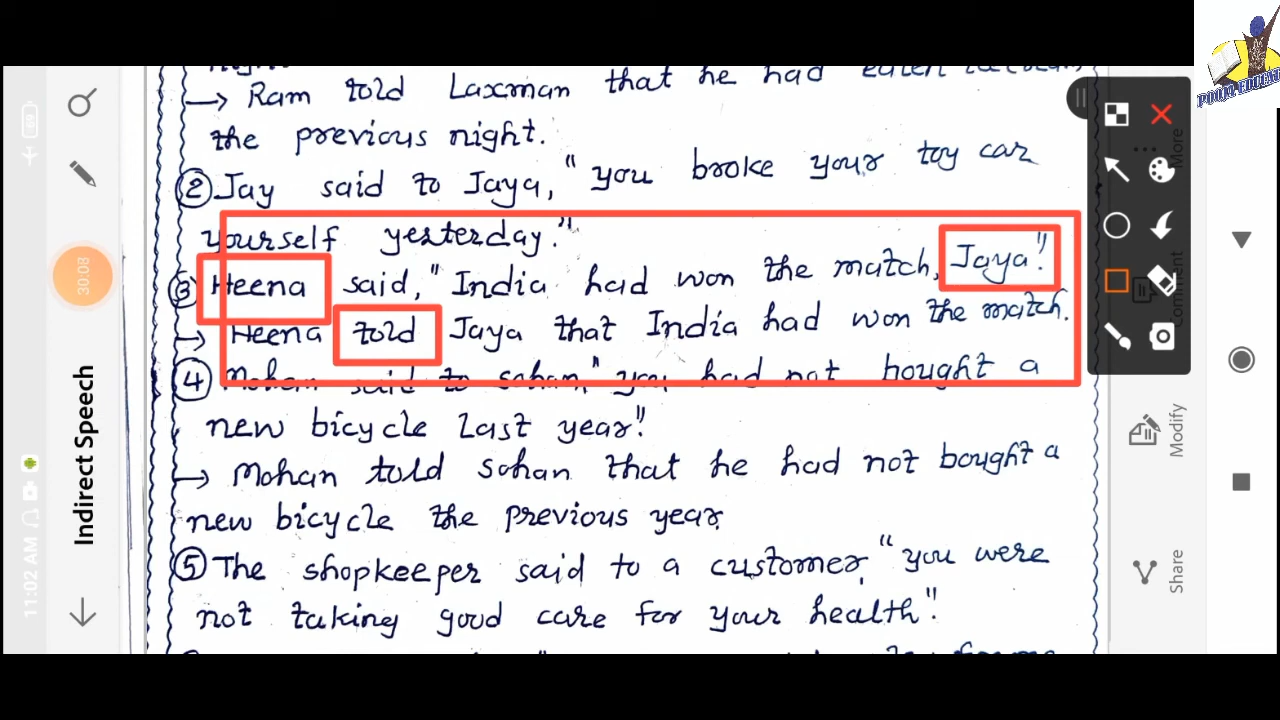 → Ram told Laxman that he had eaten
the previous night.
② Jay said to Jaya, "you broke your toy car
yourself yesterday."
③ Heena said, "India had won the match, Jaya".
→ Heena told Jaya that India had won the match.
④ Mohan said to sohan, "you had not bought a
new bicycle last year".
→ Mohan told sohan that he had not bought a
new bicycle the previous year.
⑤ The shopkeeper said to a customer, "you were
not taking good care for your health".
Indirect Speech
30:08
11:02 AM
89
More
Comment
Modify
Share